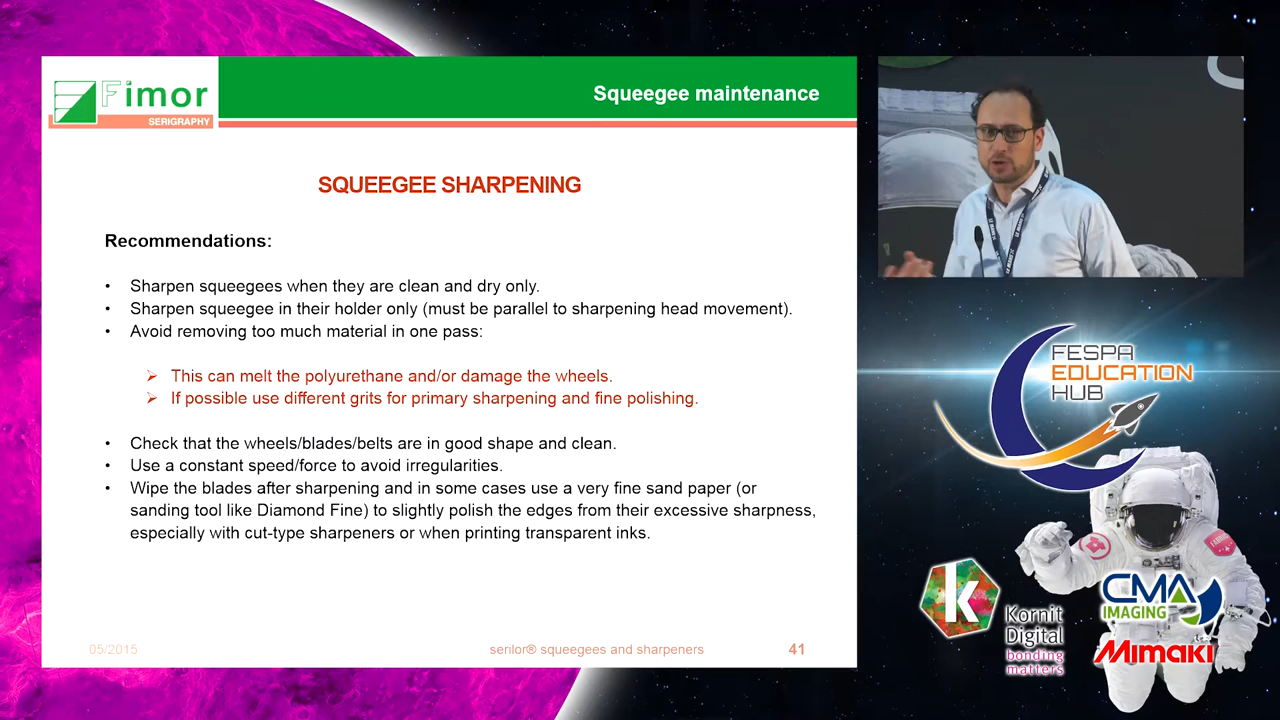 Fimor
SERIGRAPHY
Squeegee maintenance
SQUEEGEE SHARPENING
Recommendations:
• Sharpen squeegees when they are clean and dry only.
• Sharpen squeegee in their holder only (must be parallel to sharpening head movement).
• Avoid removing too much material in one pass:
➢ This can melt the polyurethane and/or damage the wheels.
➢ If possible use different grits for primary sharpening and fine polishing.
• Check that the wheels/blades/belts are in good shape and clean.
• Use a constant speed/force to avoid irregularities.
• Wipe the blades after sharpening and in some cases use a very fine sand paper (or
sanding tool like Diamond Fine) to slightly polish the edges from their excessive sharpness,
especially with cut-type sharpeners or when printing transparent inks.
05/2015
serilor® squeegees and sharpeners
41
FESPA
EDUCATION
HUB
k
Kornit
Digital
bonding
matters
CMA
IMAGING
Mimaki